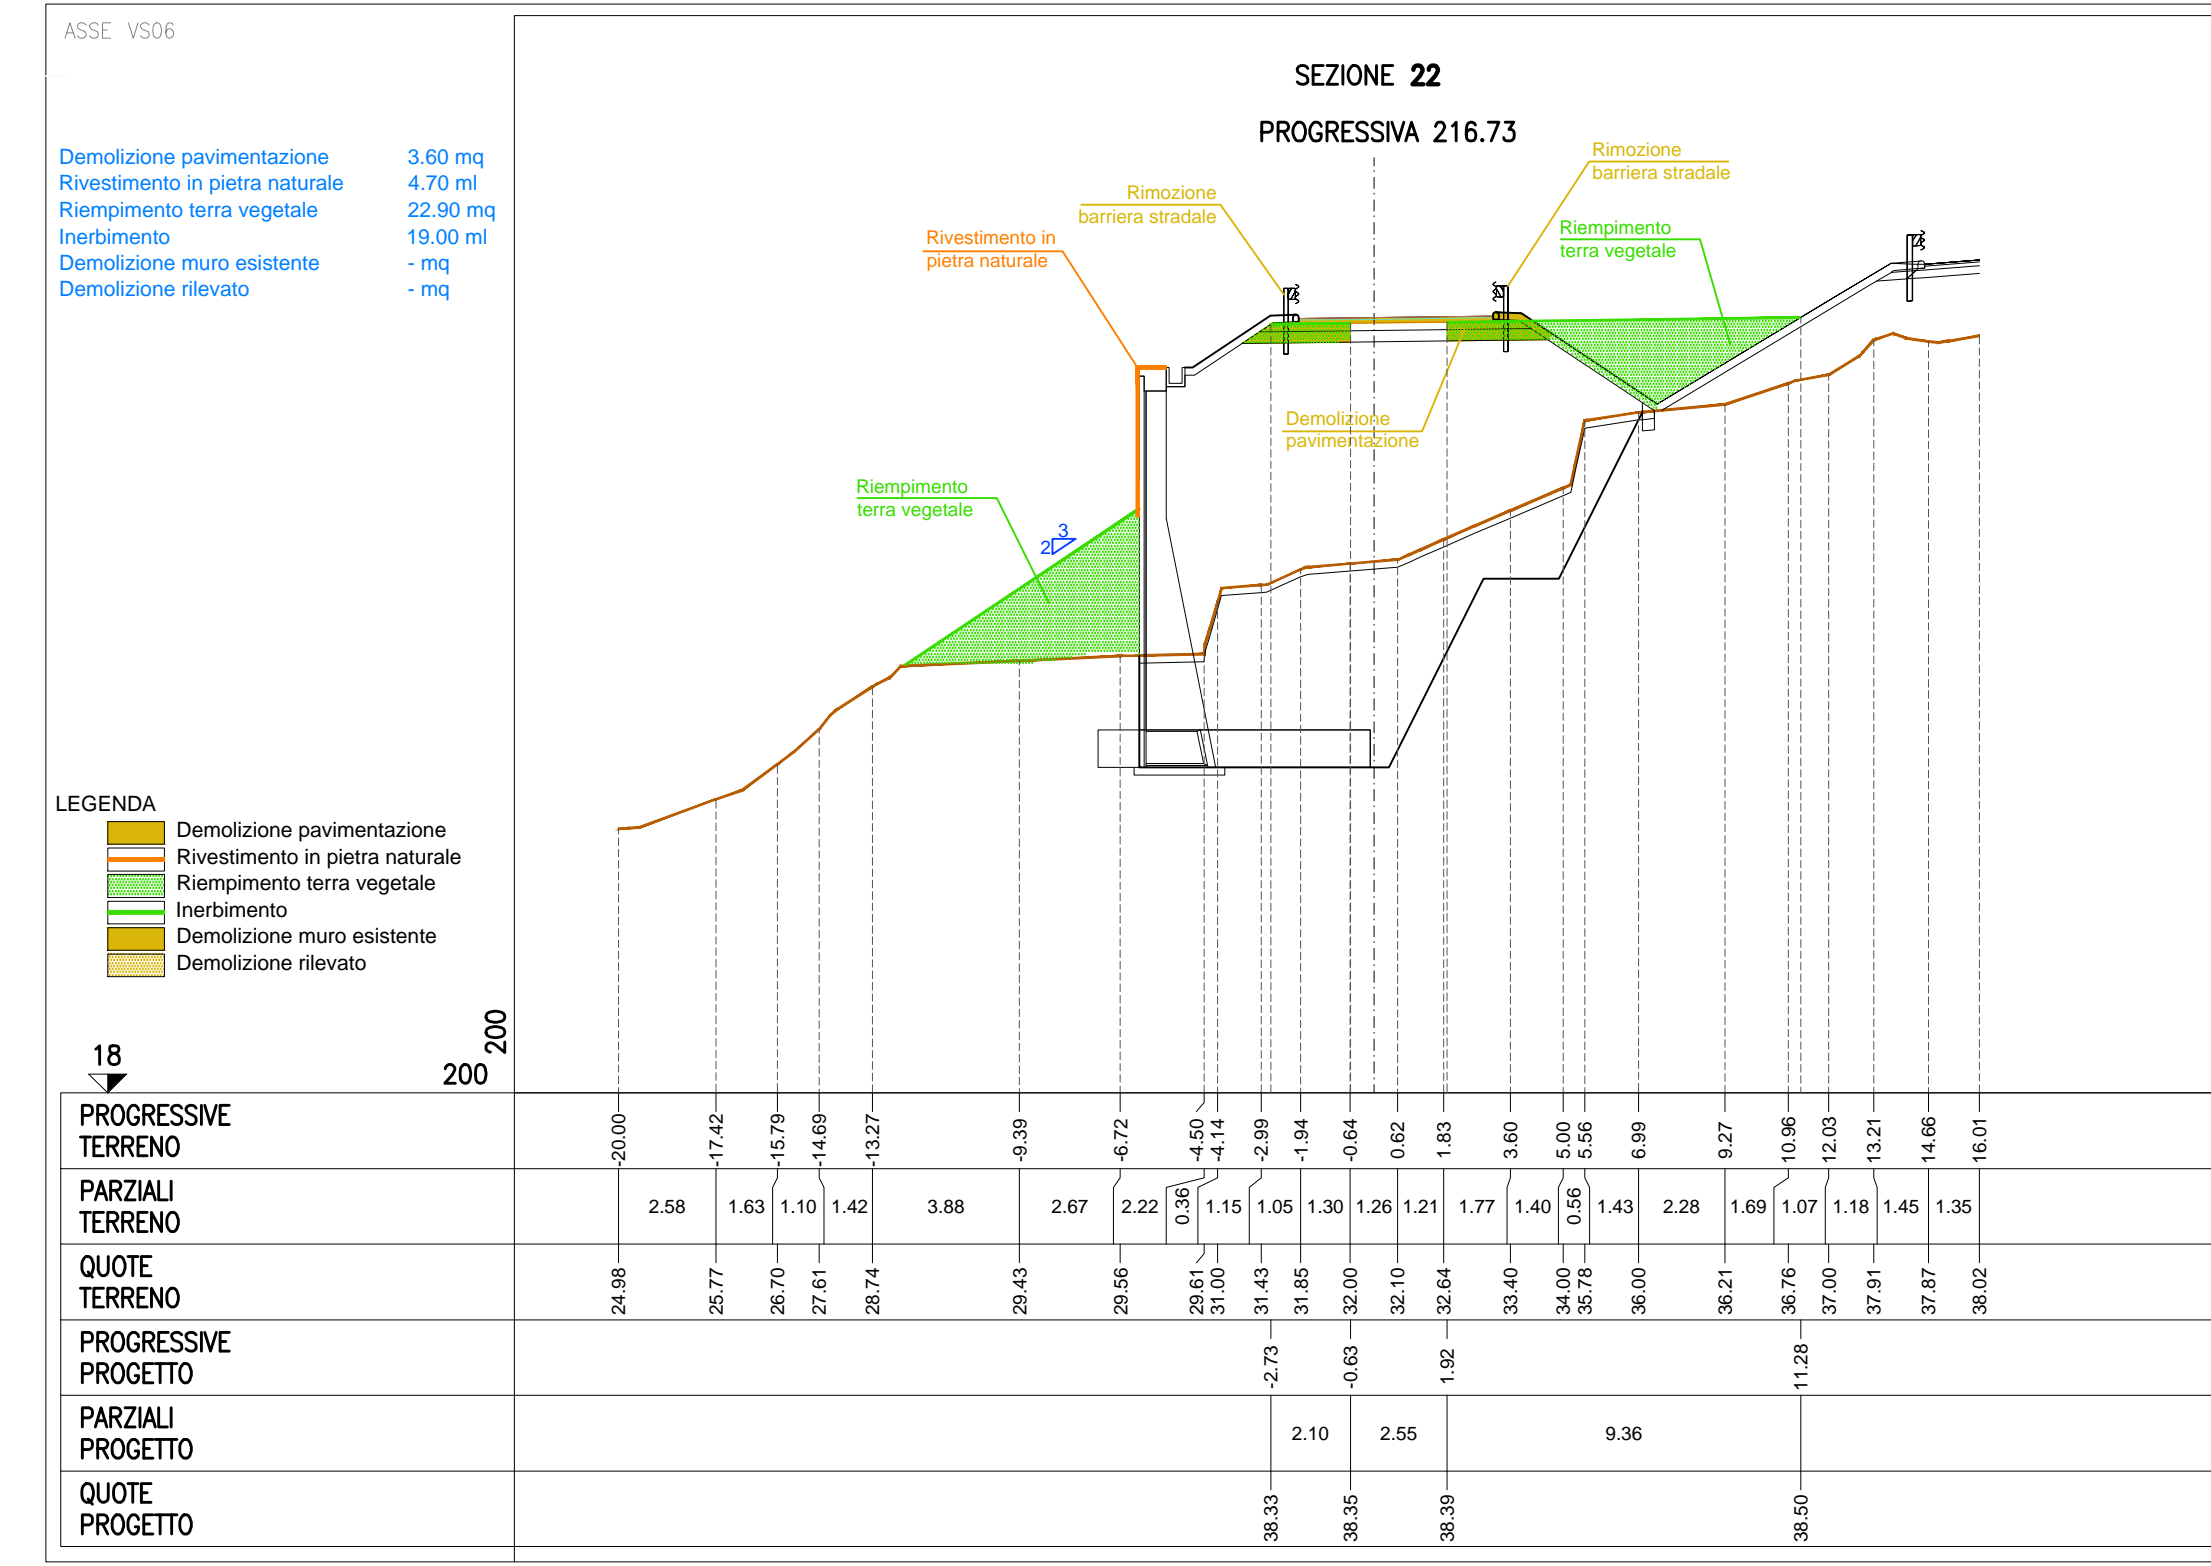 ASSE VS06
SEZIONE 22
PROGRESSIVA 216.73
Demolizione pavimentazione 3.60 mq
Rivestimento in pietra naturale 4.70 ml
Riempimento terra vegetale 22.90 mq
Inerbimento 19.00 ml
Demolizione muro esistente - mq
Demolizione rilevato - mq
Rimozione
barriera stradale
Rimozione
barriera stradale
Rivestimento in
pietra naturale
Riempimento
terra vegetale
Demolizione
pavimentazione
Riempimento
terra vegetale
3
2
LEGENDA
Demolizione pavimentazione
Rivestimento in pietra naturale
Riempimento terra vegetale
Inerbimento
Demolizione muro esistente
Demolizione rilevato
200
18
200
PROGRESSIVE
TERRENO
-20.00 -17.42 -15.79 -14.69 -13.27 -9.39 -6.72 -4.50 -4.14 -2.99 -1.94 -0.64 0.62 1.83 3.60 5.00 5.56 6.99 9.27 10.96 12.03 13.21 14.66 16.01
PARZIALI
TERRENO
2.58 1.63 1.10 1.42 3.88 2.67 2.22 0.36 1.15 1.05 1.30 1.26 1.21 1.77 1.40 0.56 1.43 2.28 1.69 1.07 1.18 1.45 1.35
QUOTE
TERRENO
24.98 25.77 26.70 27.61 28.74 29.43 29.56 29.61 31.00 31.43 31.85 32.00 32.10 32.64 33.40 34.00 35.78 36.00 36.21 36.76 37.00 37.91 37.87 38.02
PROGRESSIVE
PROGETTO
-2.73 -0.63 1.92 11.28
PARZIALI
PROGETTO
2.10 2.55 9.36
QUOTE
PROGETTO
38.33 38.35 38.39 38.50